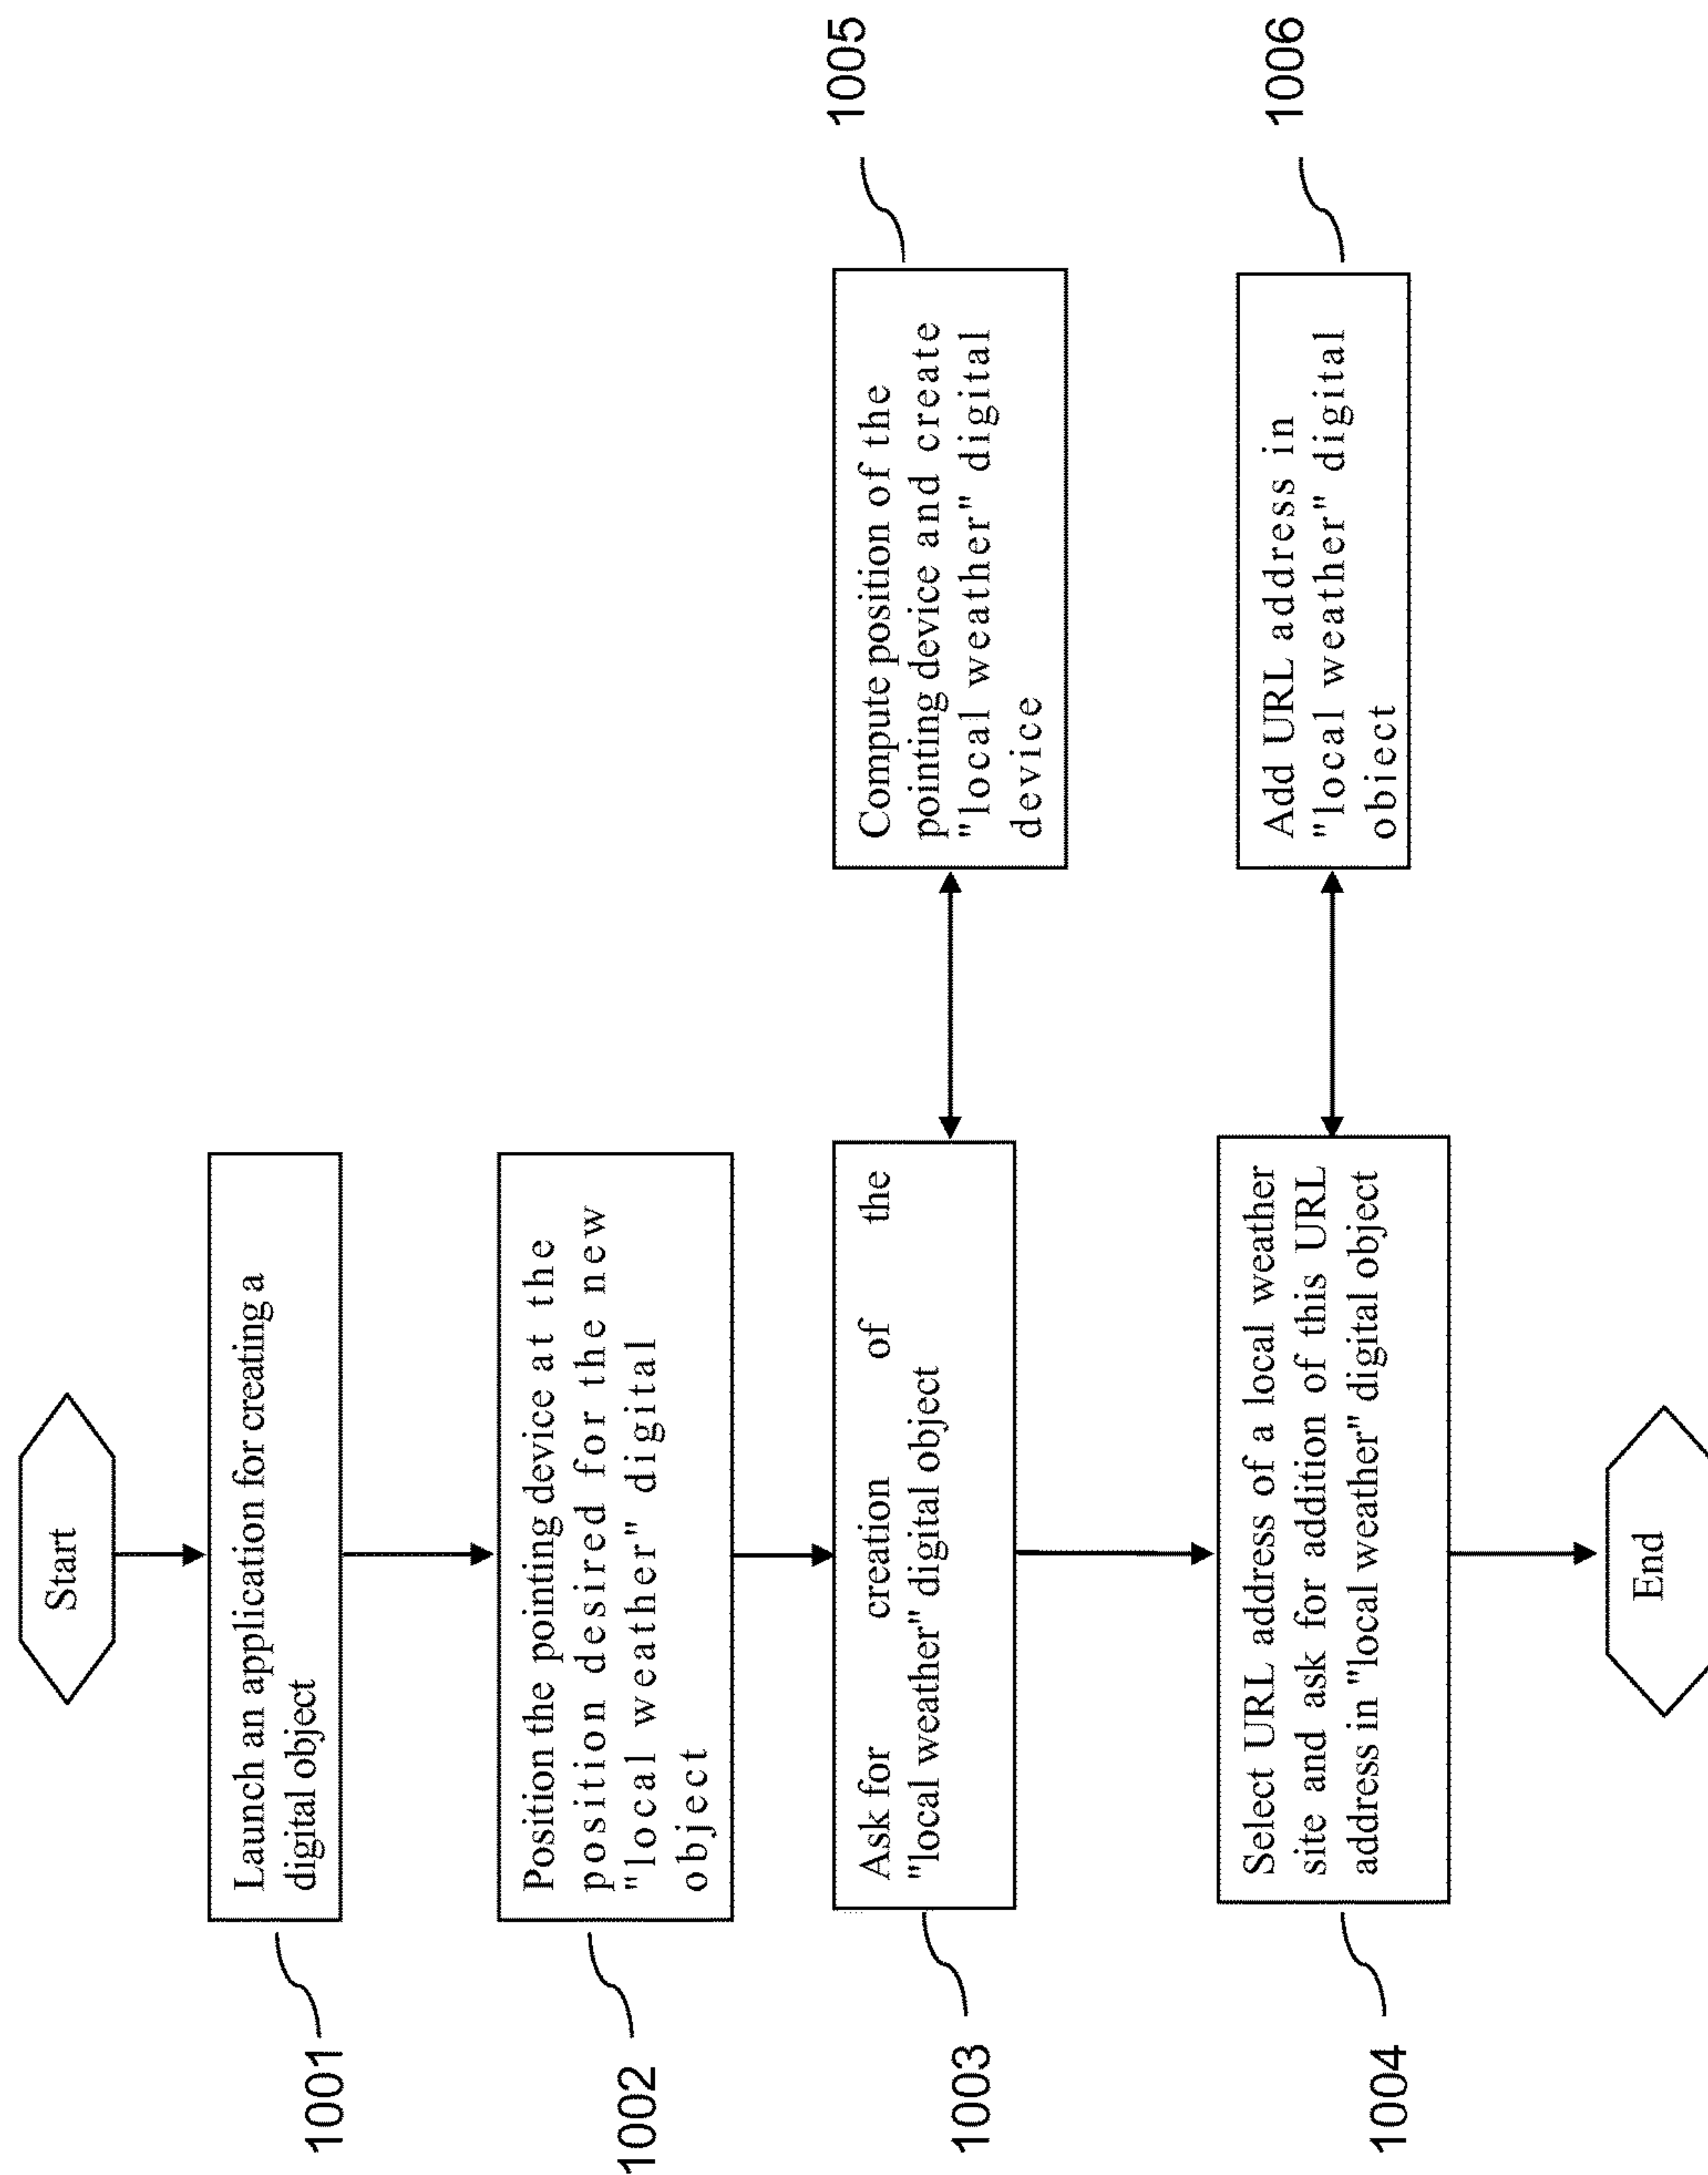 Start
Launch an application for creating a
digital object
1001
Position the pointing device at the
position desired for the new
"local weather" digital
object
1002
Ask for creation of the
"local weather" digital object
1003
Compute position of the
pointing device and create
"local weather" digital
device
1005
Select URL address of a local weather
site and ask for addition of this URL
address in "local weather" digital object
1004
Add URL address in
"local weather" digital
object
1006
End